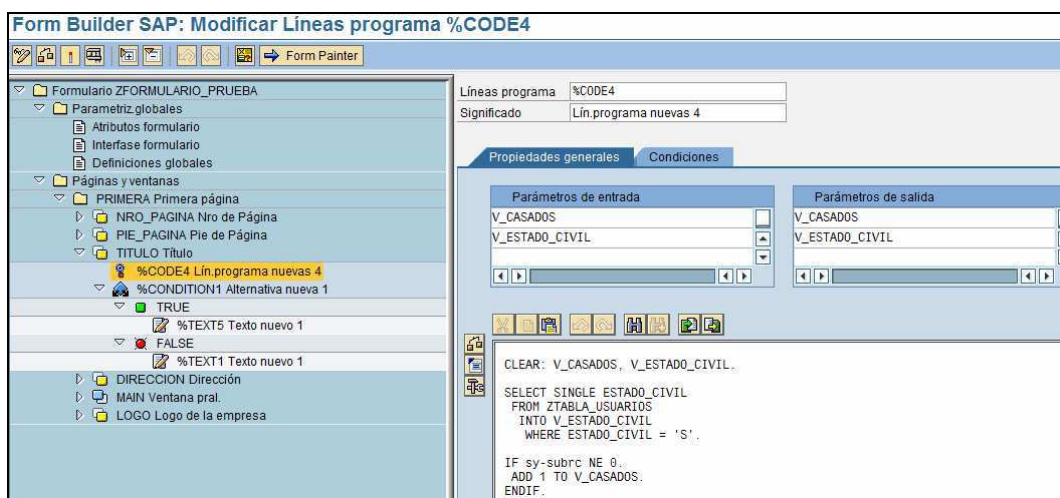 Form Builder SAP: Modificar Líneas programa %CODE4
Form Painter
Formulario ZFORMULARIO_PRUEBA
Parametriz.globales
Atributos formulario
Interfase formulario
Definiciones globales
Páginas y ventanas
PRIMERA Primera página
NRO_PAGINA Nro de Página
PIE_PAGINA Pie de Página
TITULO Título
%CODE4 Lín.programa nuevas 4
%CONDITION1 Alternativa nueva 1
TRUE
%TEXT5 Texto nuevo 1
FALSE
%TEXT1 Texto nuevo 1
DIRECCION Dirección
MAIN Ventana pral.
LOGO Logo de la empresa
Líneas programa %CODE4
Significado Lín.programa nuevas 4
Propiedades generales Condiciones
Parámetros de entrada Parámetros de salida
V_CASADOS V_CASADOS
V_ESTADO_CIVIL V_ESTADO_CIVIL
CLEAR: V_CASADOS, V_ESTADO_CIVIL.
SELECT SINGLE ESTADO_CIVIL
FROM ZTABLA_USUARIOS
INTO V_ESTADO_CIVIL
WHERE ESTADO_CIVIL = 'S'.
IF sy-subrc NE 0.
ADD 1 TO V_CASADOS.
ENDIF.